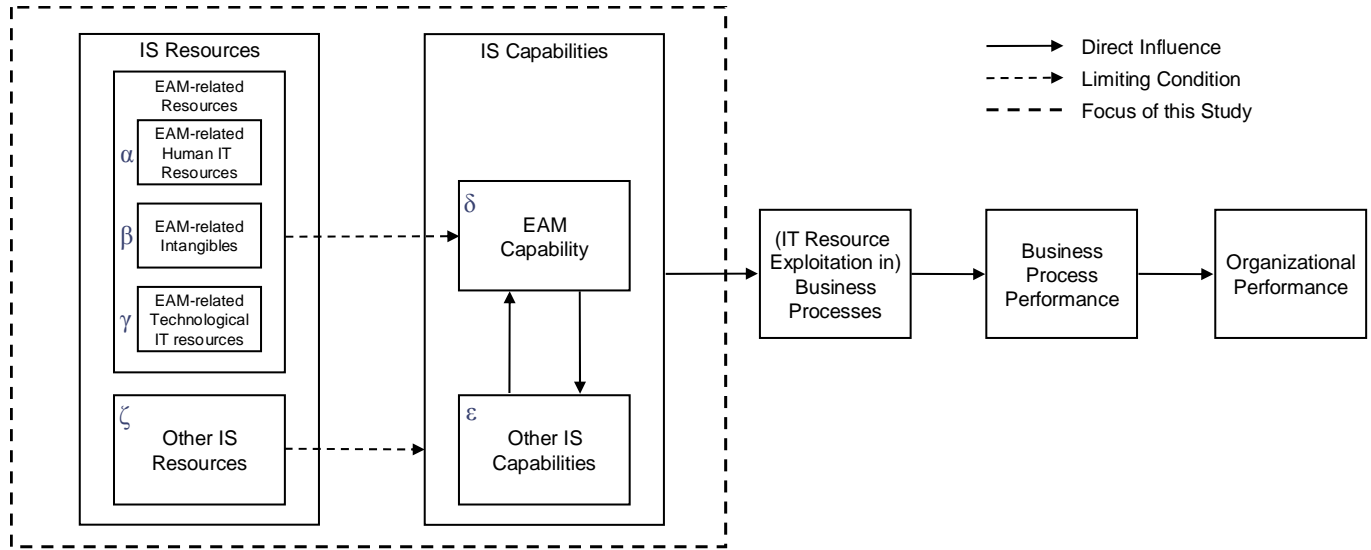 IS Resources
EAM-related
Resources
α
EAM-related
Human IT
Resources
β
EAM-related
Intangibles
γ
EAM-related
Technological
IT resources
ζ
Other IS
Resources
IS Capabilities
δ
EAM
Capability
ε
Other IS
Capabilities
(IT Resource
Exploitation in)
Business
Processes
Business
Process
Performance
Organizational
Performance
Direct Influence
Limiting Condition
Focus of this Study